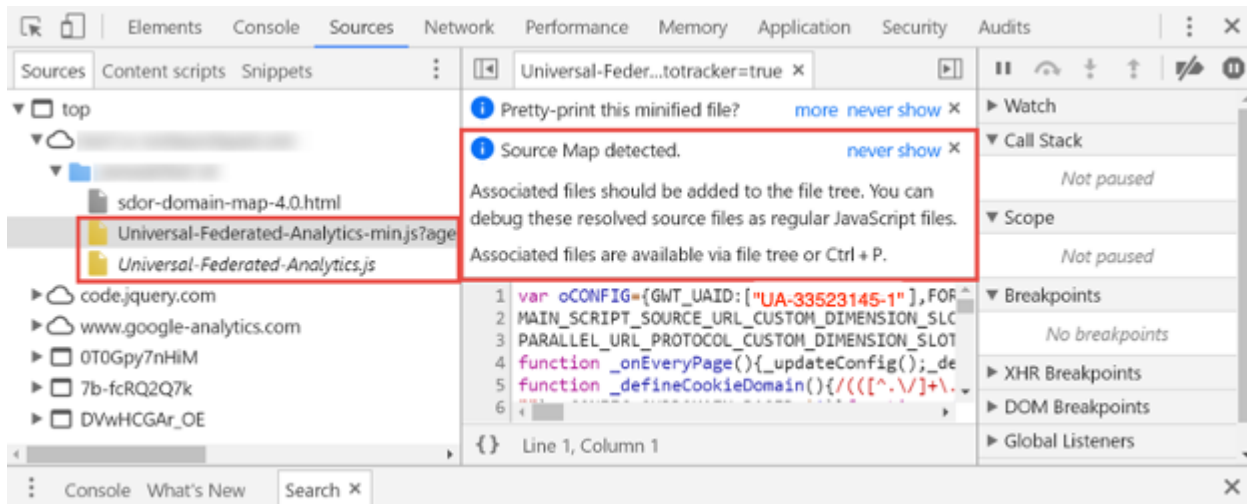 Elements Console Sources Network Performance Memory Application Security Audits
Sources Content scripts Snippets
Universal-Feder...totracker=true ×
top
sdor-domain-map-4.0.html
Universal-Federated-Analytics-min.js?age
Universal-Federated-Analytics.js
code.jquery.com
www.google-analytics.com
0T0Gpy7nHiM
7b-fcRQ2Q7k
DVwHCGAr_OE
Pretty-print this minified file? more never show ×
Source Map detected. never show ×
Associated files should be added to the file tree. You can
debug these resolved source files as regular JavaScript files.
Associated files are available via file tree or Ctrl + P.
1 var oCONFIG={GWT_UAID:["UA-33523145-1"],FOR
2 MAIN_SCRIPT_SOURCE_URL_CUSTOM_DIMENSION_SLO
3 PARALLEL_URL_PROTOCOL_CUSTOM_DIMENSION_SLOT
4 function _onEveryPage(){_updateConfig();_de
5 function _defineCookieDomain(){/(([^.\/]+\.
6
{} Line 1, Column 1
Watch
Call Stack
Not paused
Scope
Not paused
Breakpoints
No breakpoints
XHR Breakpoints
DOM Breakpoints
Global Listeners
Console What's New Search ×